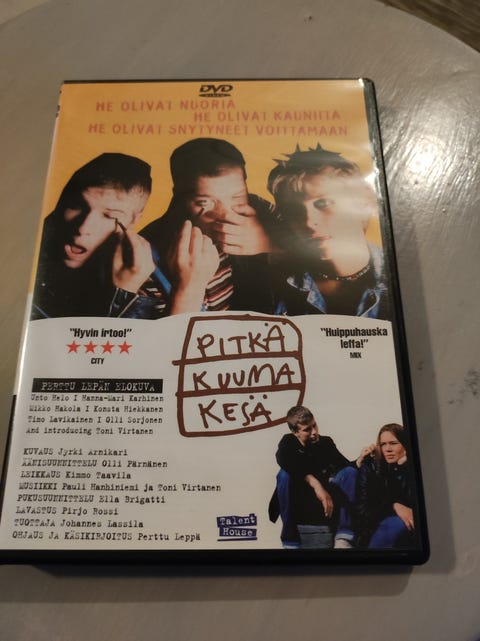 DVD
VIDEO
HE OLIVAT NUORIA
HE OLIVAT KAUNIITA
HE OLIVAT SYNTYNEET VOITTAMAAN
"Hyvin irtoo!"
CITY
"Huippuhauska
leffa!"
MIX
PITKÄ
KUUMA
KESÄ
PERTTU LEPÄN ELOKUVA
Unto Helo I Hanna-Mari Karhinen
Mikko Hakola I Konsta Hiekkanen
Timo Lavikainen I Olli Sorjonen
And introducing Toni Virtanen
KUVAUS Jyrki Arnikari
ÄÄNISUUNNITTELU Olli Pärnänen
LEIKKAUS Kimmo Taavila
MUSIIKKI Pauli Hanhiniemi ja Toni Virtanen
PUKUSUUNNITTELU Ella Brigatti
LAVASTUS Pirjo Rossi
TUOTTAJA Johannes Lassila
OHJAUS JA KÄSIKIRJOITUS Perttu Leppä
Talent
House